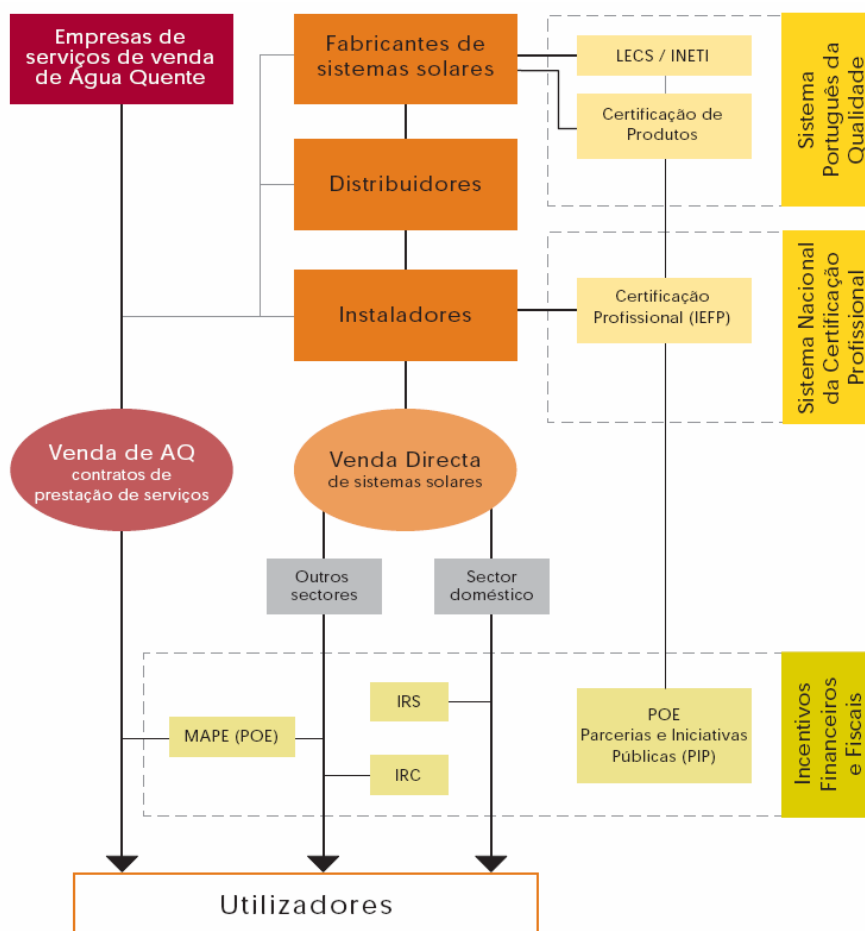 Empresas de
serviços de venda
de Água Quente
Fabricantes de
sistemas solares
LECS / INETI
Certificação de
Produtos
Sistema
Português da
Qualidade
Distribuidores
Instaladores
Certificação
Profissional (IEFP)
Sistema Nacional
da Certificação
Profissional
Venda de AQ
contratos de
prestação de serviços
Venda Directa
de sistemas solares
Outros
sectores
Sector
doméstico
MAPE (POE)
IRS
IRC
POE
Parcerias e Iniciativas
Públicas (PIP)
Incentivos
Financeiros
e Fiscais
Utilizadores